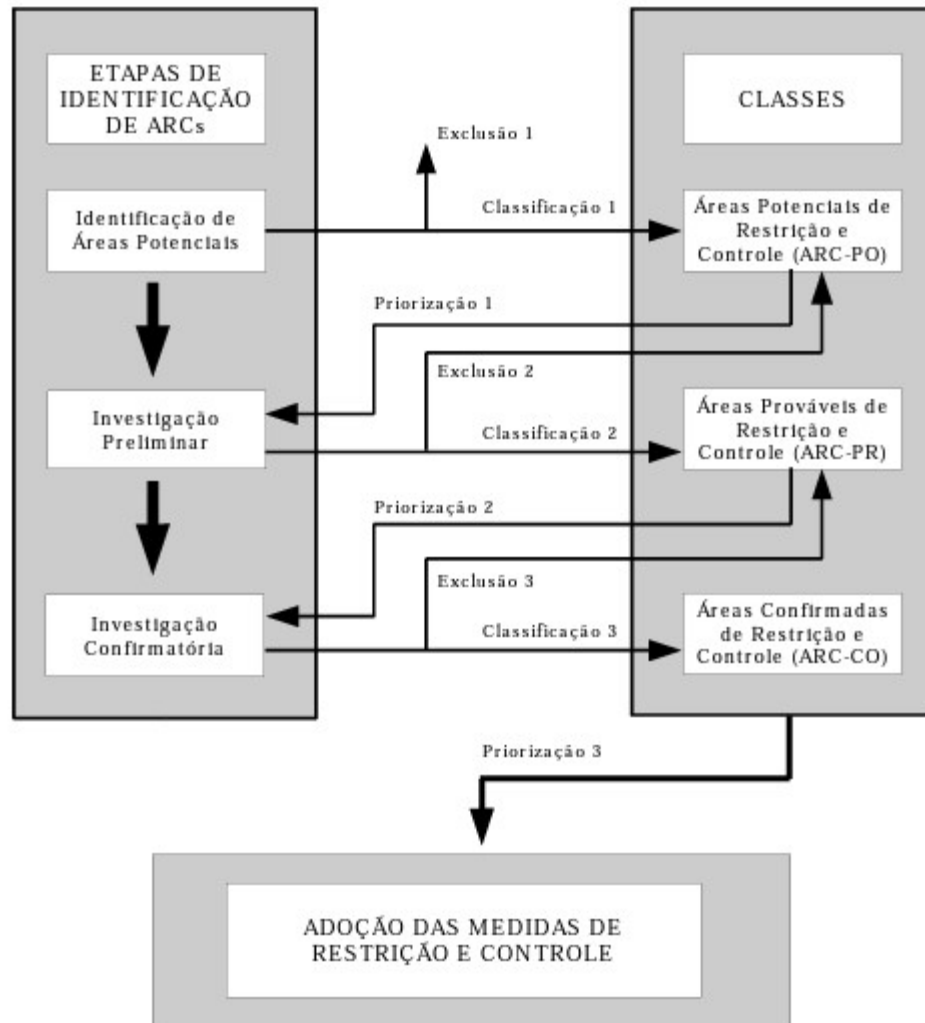 ETAPAS DE
IDENTIFICAÇÃO
DE ARCs
CLASSES
Exclusão 1
Identificação de
Áreas Potenciais
Classificação 1
Áreas Potenciais de
Restrição e
Controle (ARC-PO)
Priorização 1
Exclusão 2
Investigação
Preliminar
Classificação 2
Áreas Prováveis de
Restrição e
Controle (ARC-PR)
Priorização 2
Exclusão 3
Investigação
Confirmatória
Classificação 3
Áreas Confirmadas
de Restrição e
Controle (ARC-CO)
Priorização 3
ADOÇÃO DAS MEDIDAS DE
RESTRIÇÃO E CONTROLE